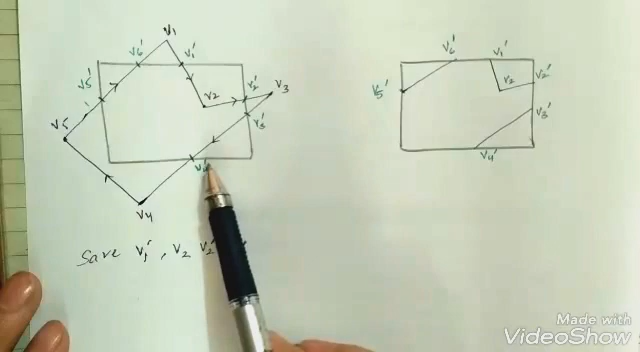 V1
V6' V1'
V5' V2 V2' V3
V3'
V5
V4
Save V1', V2 V2'
V6' V1'
V5' V2 V2'
V3'
V4'
Made with
VideoShow